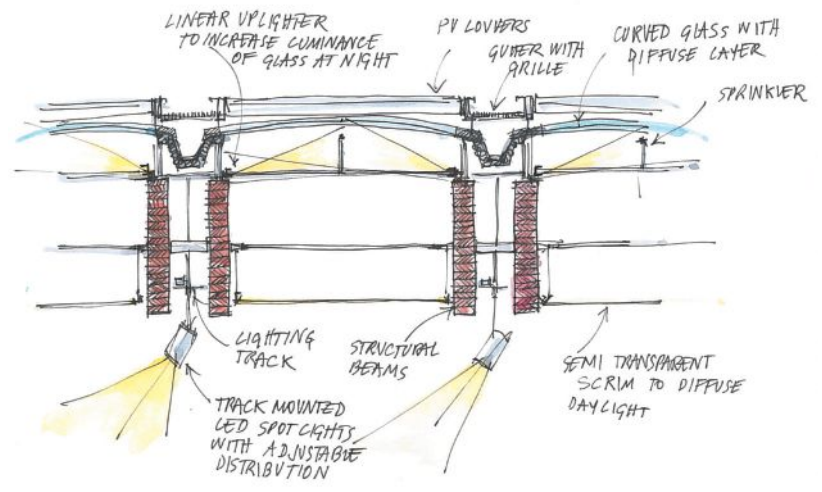 LINEAR UPLIGHTER
TO INCREASE LUMINANCE
OF GLASS AT NIGHT
PV LOUVERS
GUTTER WITH
GRILLE
CURVED GLASS WITH
DIFFUSE LAYER
SPRINKLER
LIGHTING
TRACK
STRUCTURAL
BEAMS
SEMI TRANSPARENT
SCRIM TO DIFFUSE
DAYLIGHT
TRACK MOUNTED
LED SPOTLIGHTS
WITH ADJUSTABLE
DISTRIBUTION